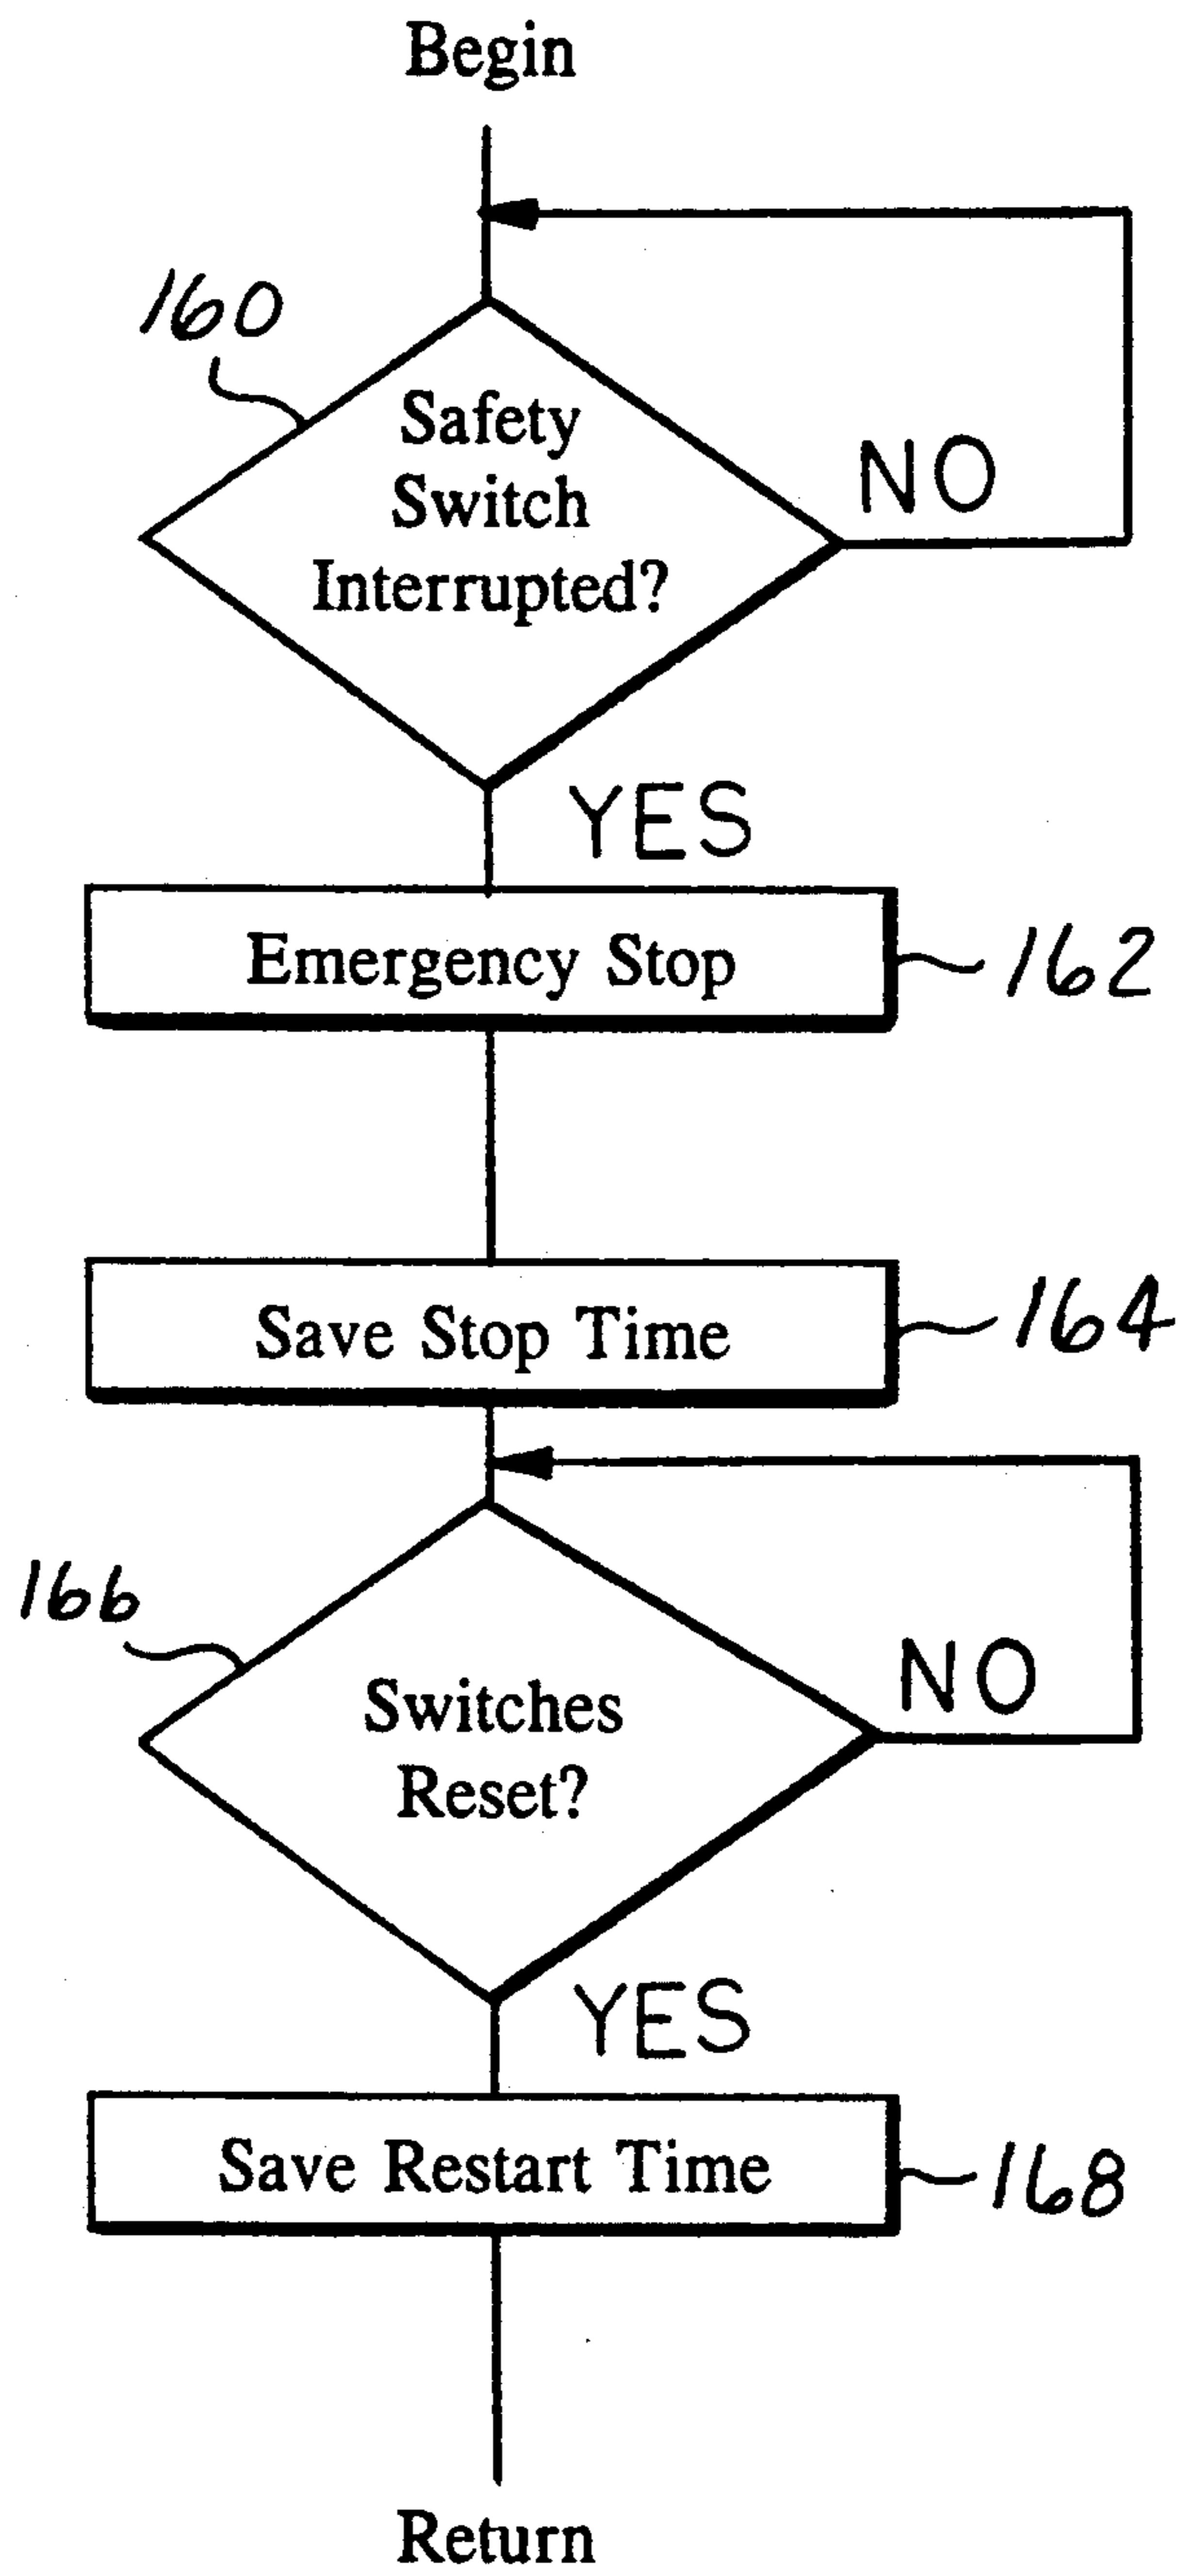 Begin
160
Safety
Switch
Interrupted?
NO
YES
Emergency Stop
162
Save Stop Time
164
166
Switches
Reset?
NO
YES
Save Restart Time
168
Return